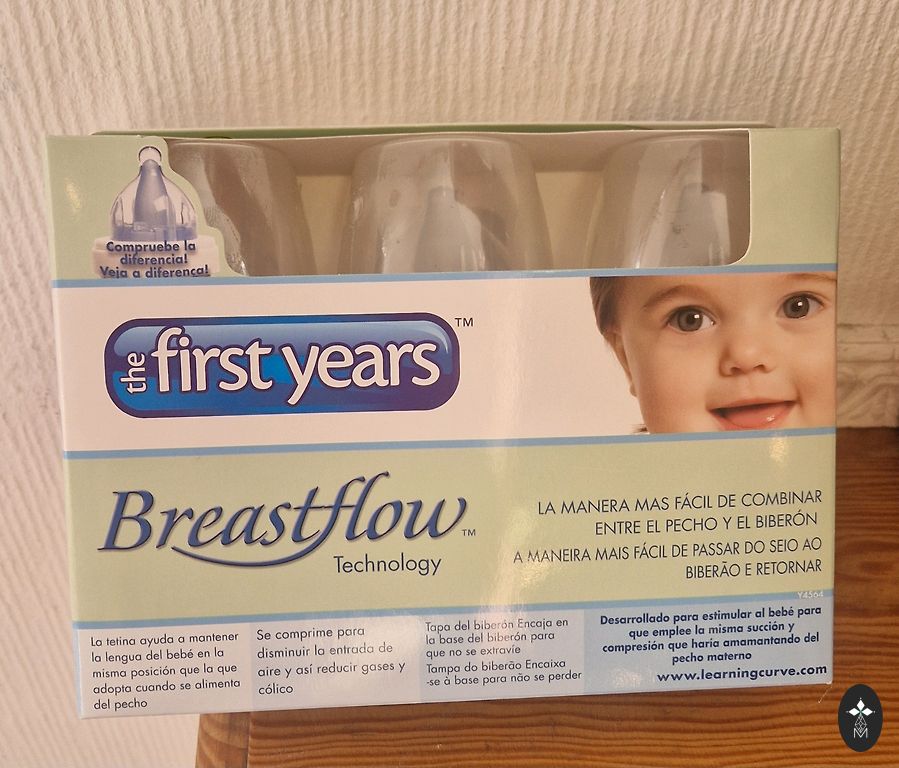 Compruebe la
diferencia!
Veja a diferença!
the first years™
Breastflow™
Technology
LA MANERA MAS FÁCIL DE COMBINAR
ENTRE EL PECHO Y EL BIBERÓN
A MANEIRA MAIS FÁCIL DE PASSAR DO SEIO AO
BIBERÃO E RETORNAR
Y4564
La tetina ayuda a mantener
la lengua del bebé en la
misma posición que la que
adopta cuando se alimenta
del pecho
Se comprime para
disminuir la entrada de
aire y así reducir gases y
cólico
Tapa del biberón Encaja en
la base del biberón para
que no se extravíe
Tampa do biberão Encaixa
-se à base para não se perder
Desarrollado para estimular al bebé para
que emplee la misma succión y
compresión que haría amamantando del
pecho materno
www.learningcurve.com
M